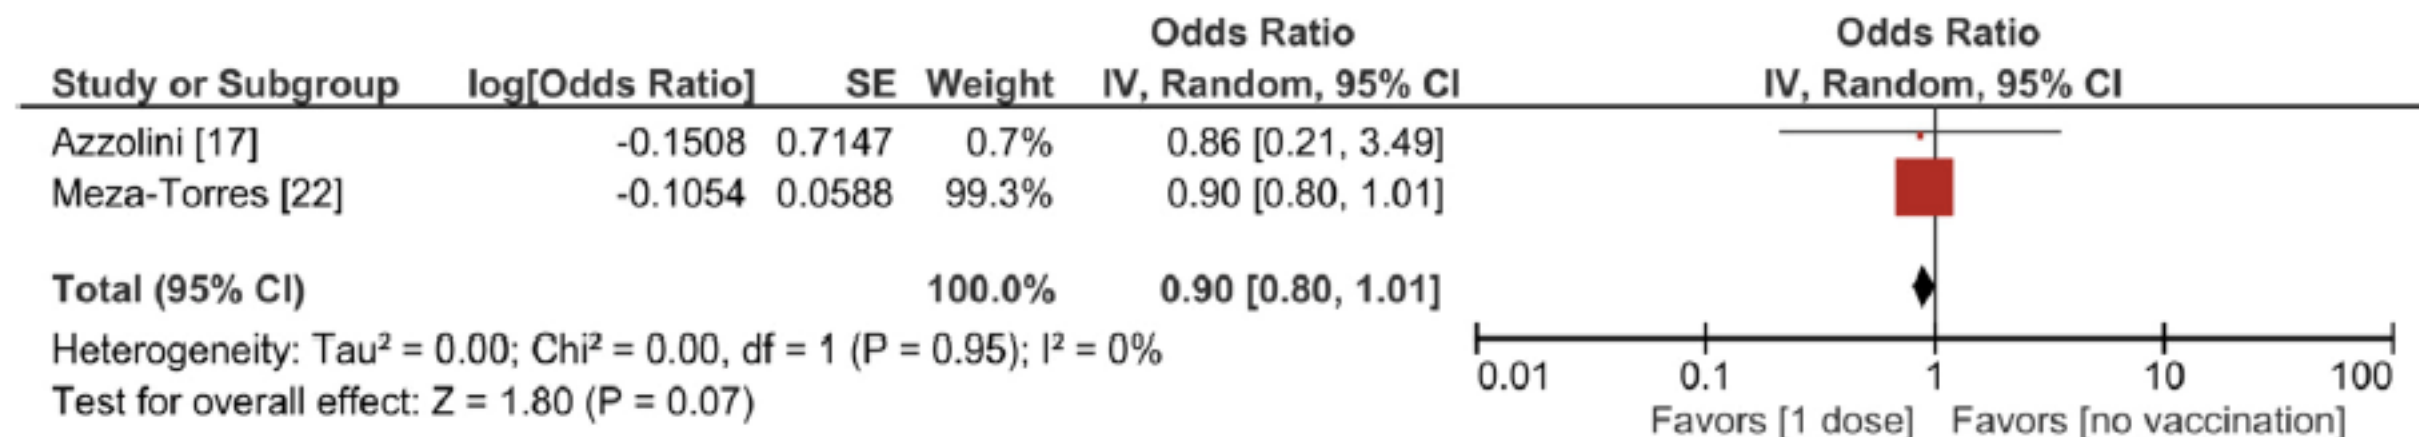 Odds Ratio Odds Ratio
Study or Subgroup log[Odds Ratio] SE Weight IV, Random, 95% CI IV, Random, 95% CI
Azzolini [17] -0.1508 0.7147 0.7% 0.86 [0.21, 3.49]
Meza-Torres [22] -0.1054 0.0588 99.3% 0.90 [0.80, 1.01]
Total (95% CI) 100.0% 0.90 [0.80, 1.01]
Heterogeneity: Tau² = 0.00; Chi² = 0.00, df = 1 (P = 0.95); I² = 0%
Test for overall effect: Z = 1.80 (P = 0.07)
0.01 0.1 1 10 100
Favors [1 dose] Favors [no vaccination]